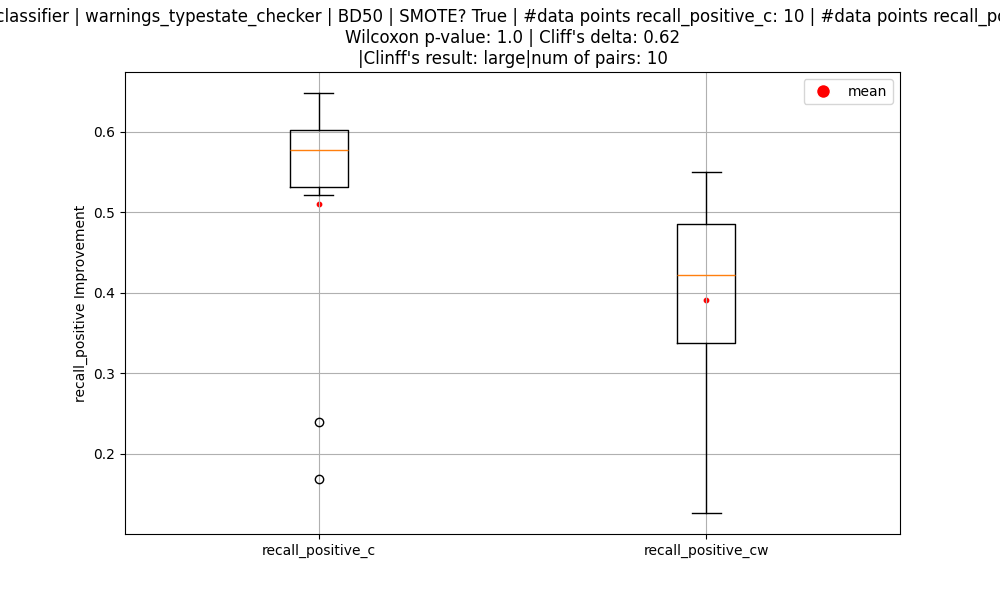 classifier | warnings_typestate_checker | BD50 | SMOTE? True | #data points recall_positive_c: 10 | #data points
Wilcoxon p-value: 1.0 | Cliff's delta: 0.62
|Clinff's result: large|num of pairs: 10
mean
0.6
0.5
0.4
0.3
0.2
recall_positive Improvement
recall_positive_c
recall_positive_cw